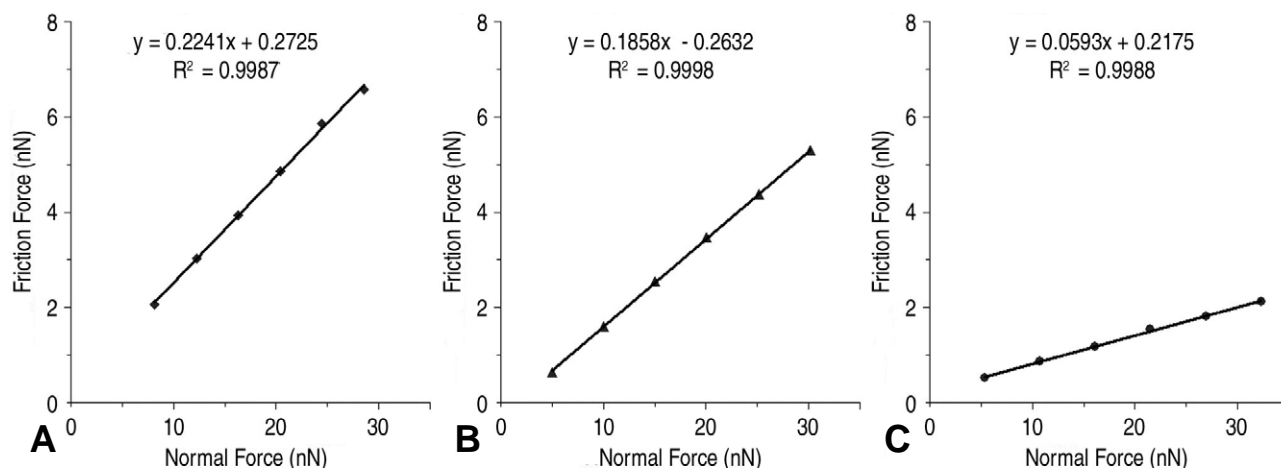 8
6
4
2
0
0
10
20
30
Friction Force (nN)
Normal Force (nN)
y = 0.2241x + 0.2725
R² = 0.9987
A
8
6
4
2
0
0
10
20
30
Friction Force (nN)
Normal Force (nN)
y = 0.1858x - 0.2632
R² = 0.9998
B
8
6
4
2
0
0
10
20
30
Friction Force (nN)
Normal Force (nN)
y = 0.0593x + 0.2175
R² = 0.9988
C